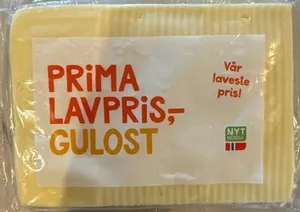 PRiMA
LAVPRiS,-
GULOST
Vår
laveste
pris!
NYT
NORGE